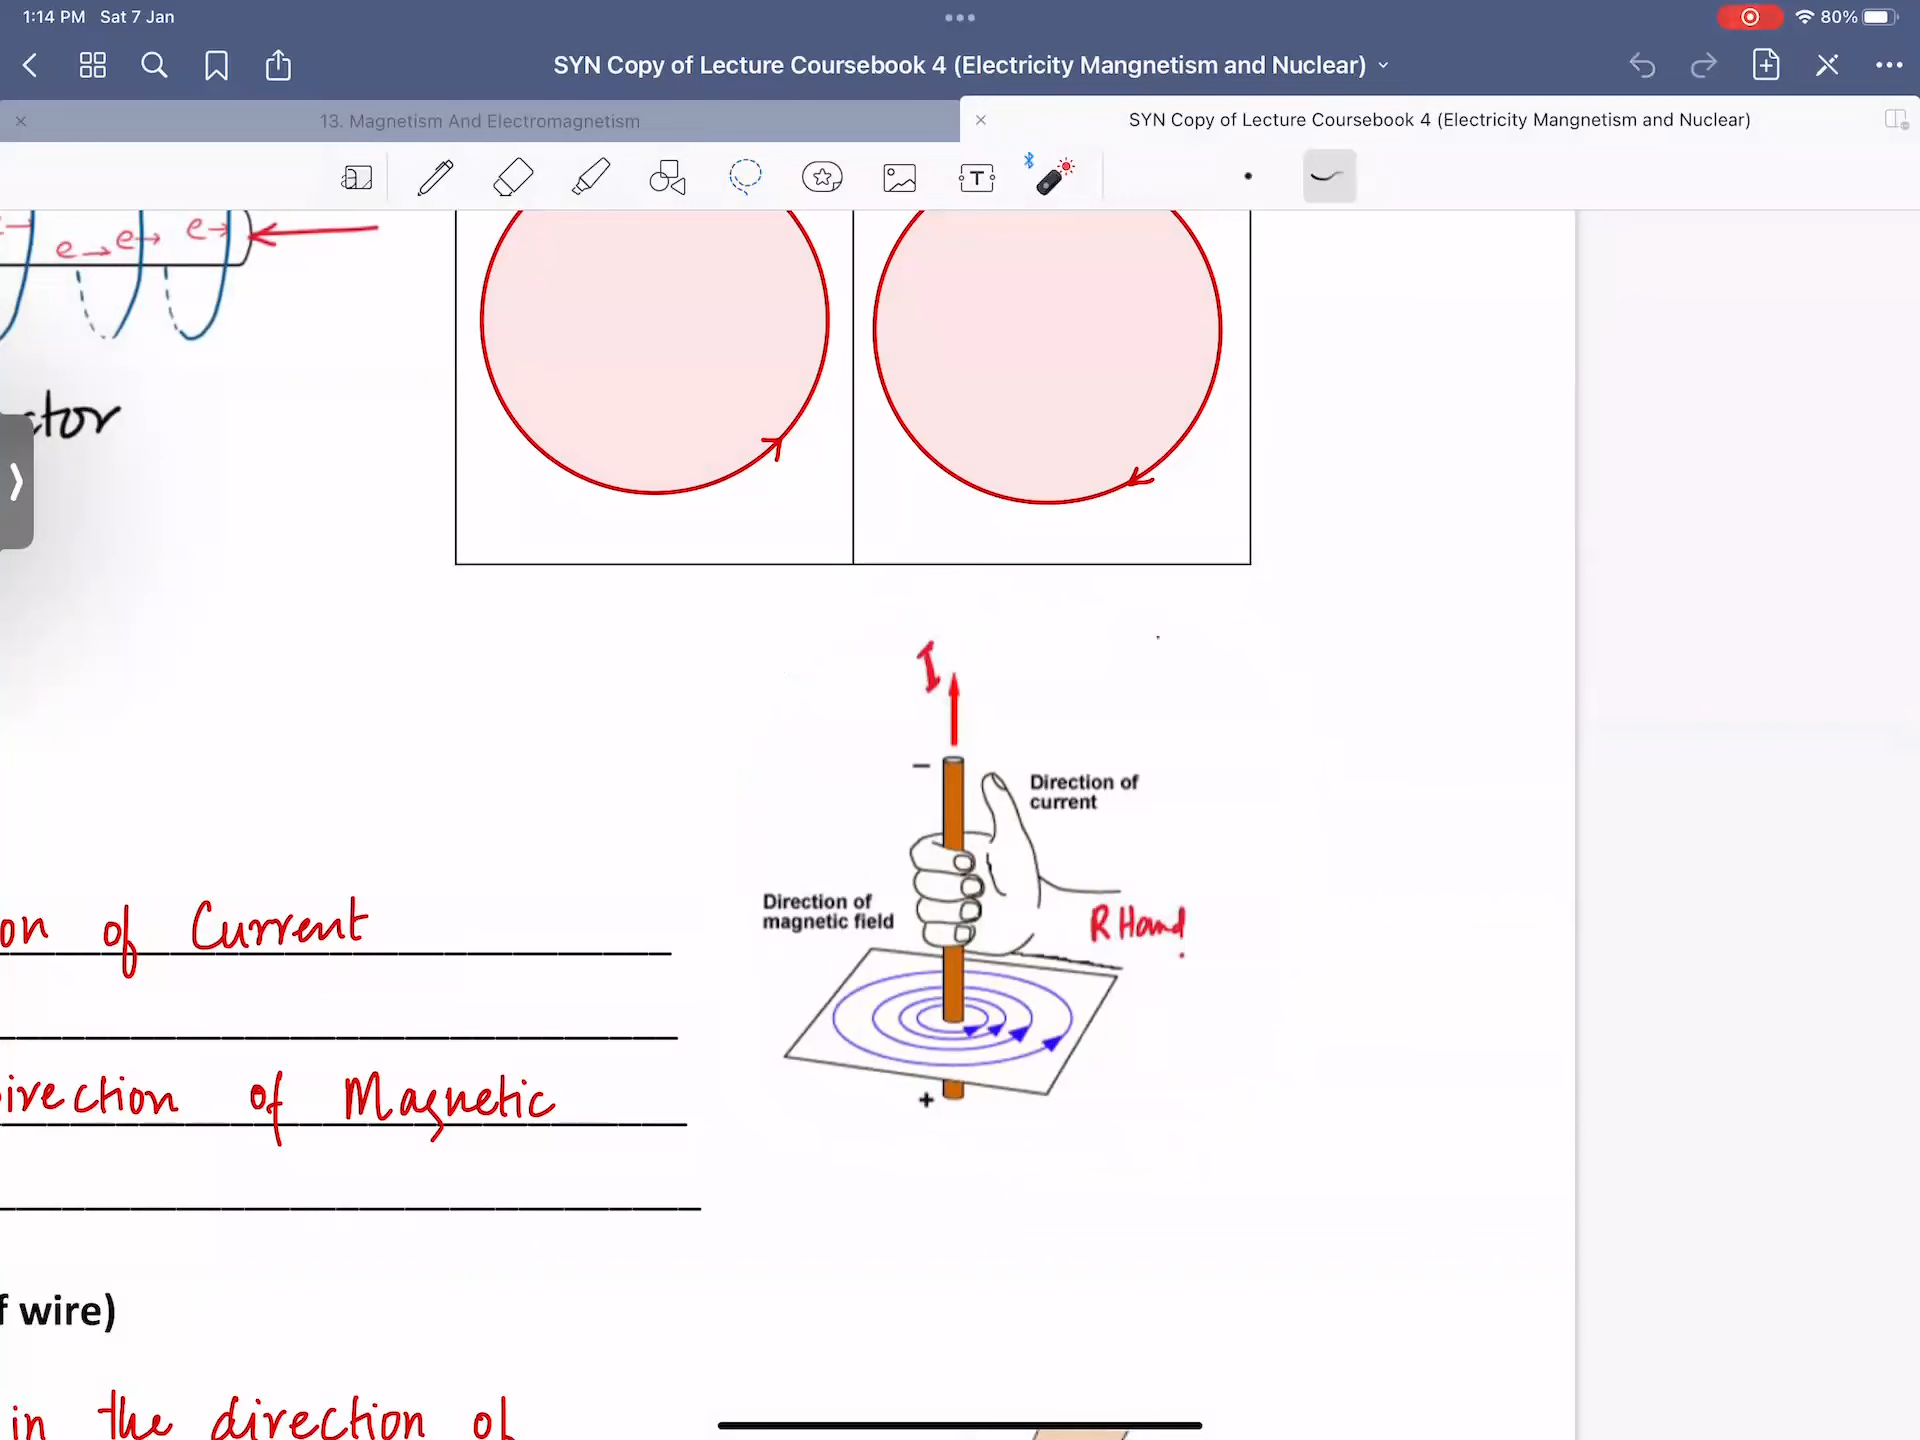 1:14 PM Sat 7 Jan
80%
SYN Copy of Lecture Coursebook 4 (Electricity Mangnetism and Nuclear)
13. Magnetism And Electromagnetism
SYN Copy of Lecture Coursebook 4 (Electricity Mangnetism and Nuclear)
T
e e e
ctor
I
−
Direction of
current
Direction of
magnetic field
R Hand
+
on of Current
irection of Magnetic
f wire)
in the direction of